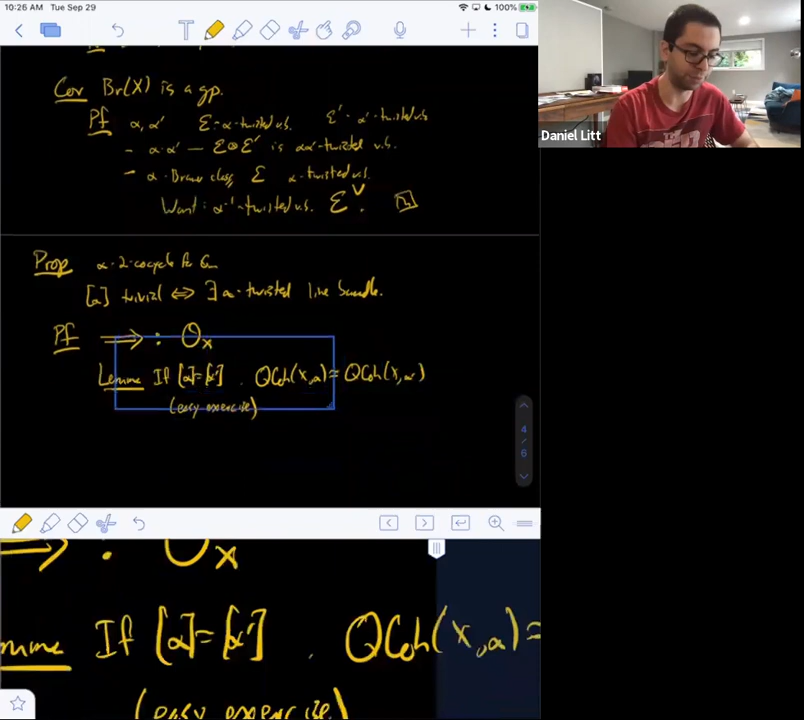 10:26 AM Tue Sep 29
100%
Daniel Litt
Cor Br(X) is a gp.
Pf α, α' ℰ α-twisted v.b. ℰ' α'-twisted v.b.
- α·α' — ℰ⊗ℰ' is αα'-twisted v.b.
- α Brauer class, ℰ α-twisted v.b.
Want: α⁻¹-twisted v.b. ℰ^∨.
Prop α 2-cocycle for G_m
[α] trivial ⟺ ∃ α-twisted line bundle.
Pf ⟹ : O_X
Lemma If [α]=[α'] . QCoh(X,α) ≃ QCoh(X,α')
(easy exercise)
4
/
6
⟹ : O_X
If [α]=[α'] . QCoh(X,α) ≃
(easy exercise)